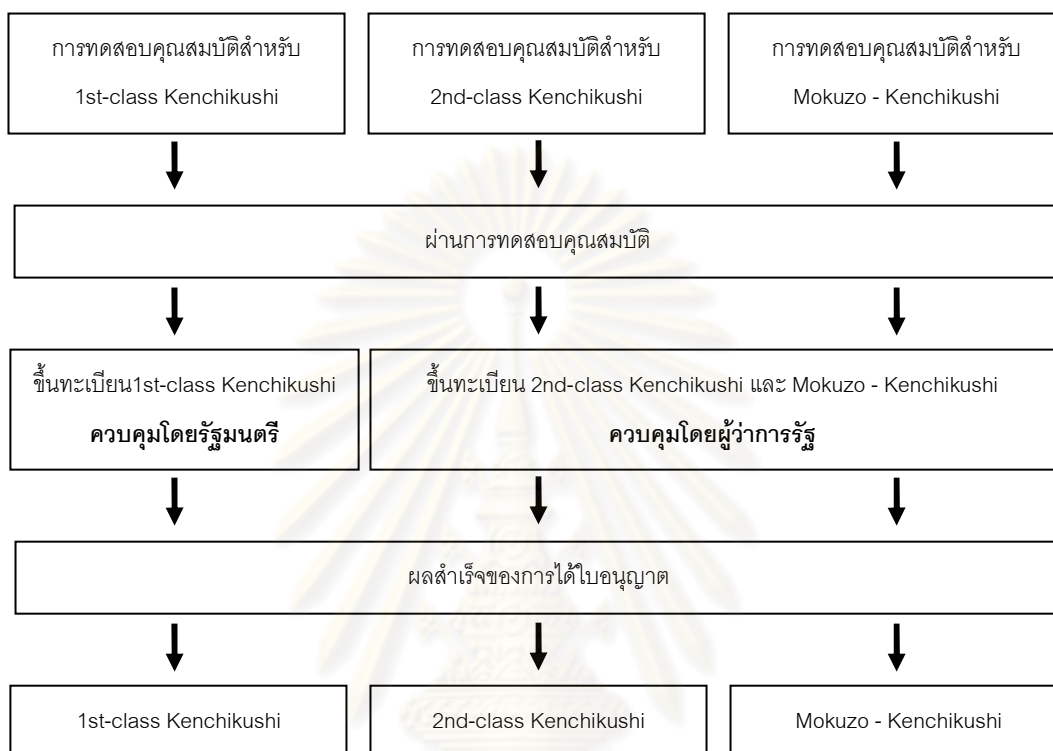 การทดสอบคุณสมบัติสำหรับ
1st-class Kenchikushi
การทดสอบคุณสมบัติสำหรับ
2nd-class Kenchikushi
การทดสอบคุณสมบัติสำหรับ
Mokuzo - Kenchikushi
ผ่านการทดสอบคุณสมบัติ
ขึ้นทะเบียน1st-class Kenchikushi
ควบคุมโดยรัฐมนตรี
ขึ้นทะเบียน 2nd-class Kenchikushi และ Mokuzo - Kenchikushi
ควบคุมโดยผู้ว่าการรัฐ
ผลสำเร็จของการได้ใบอนุญาต
1st-class Kenchikushi
2nd-class Kenchikushi
Mokuzo - Kenchikushi